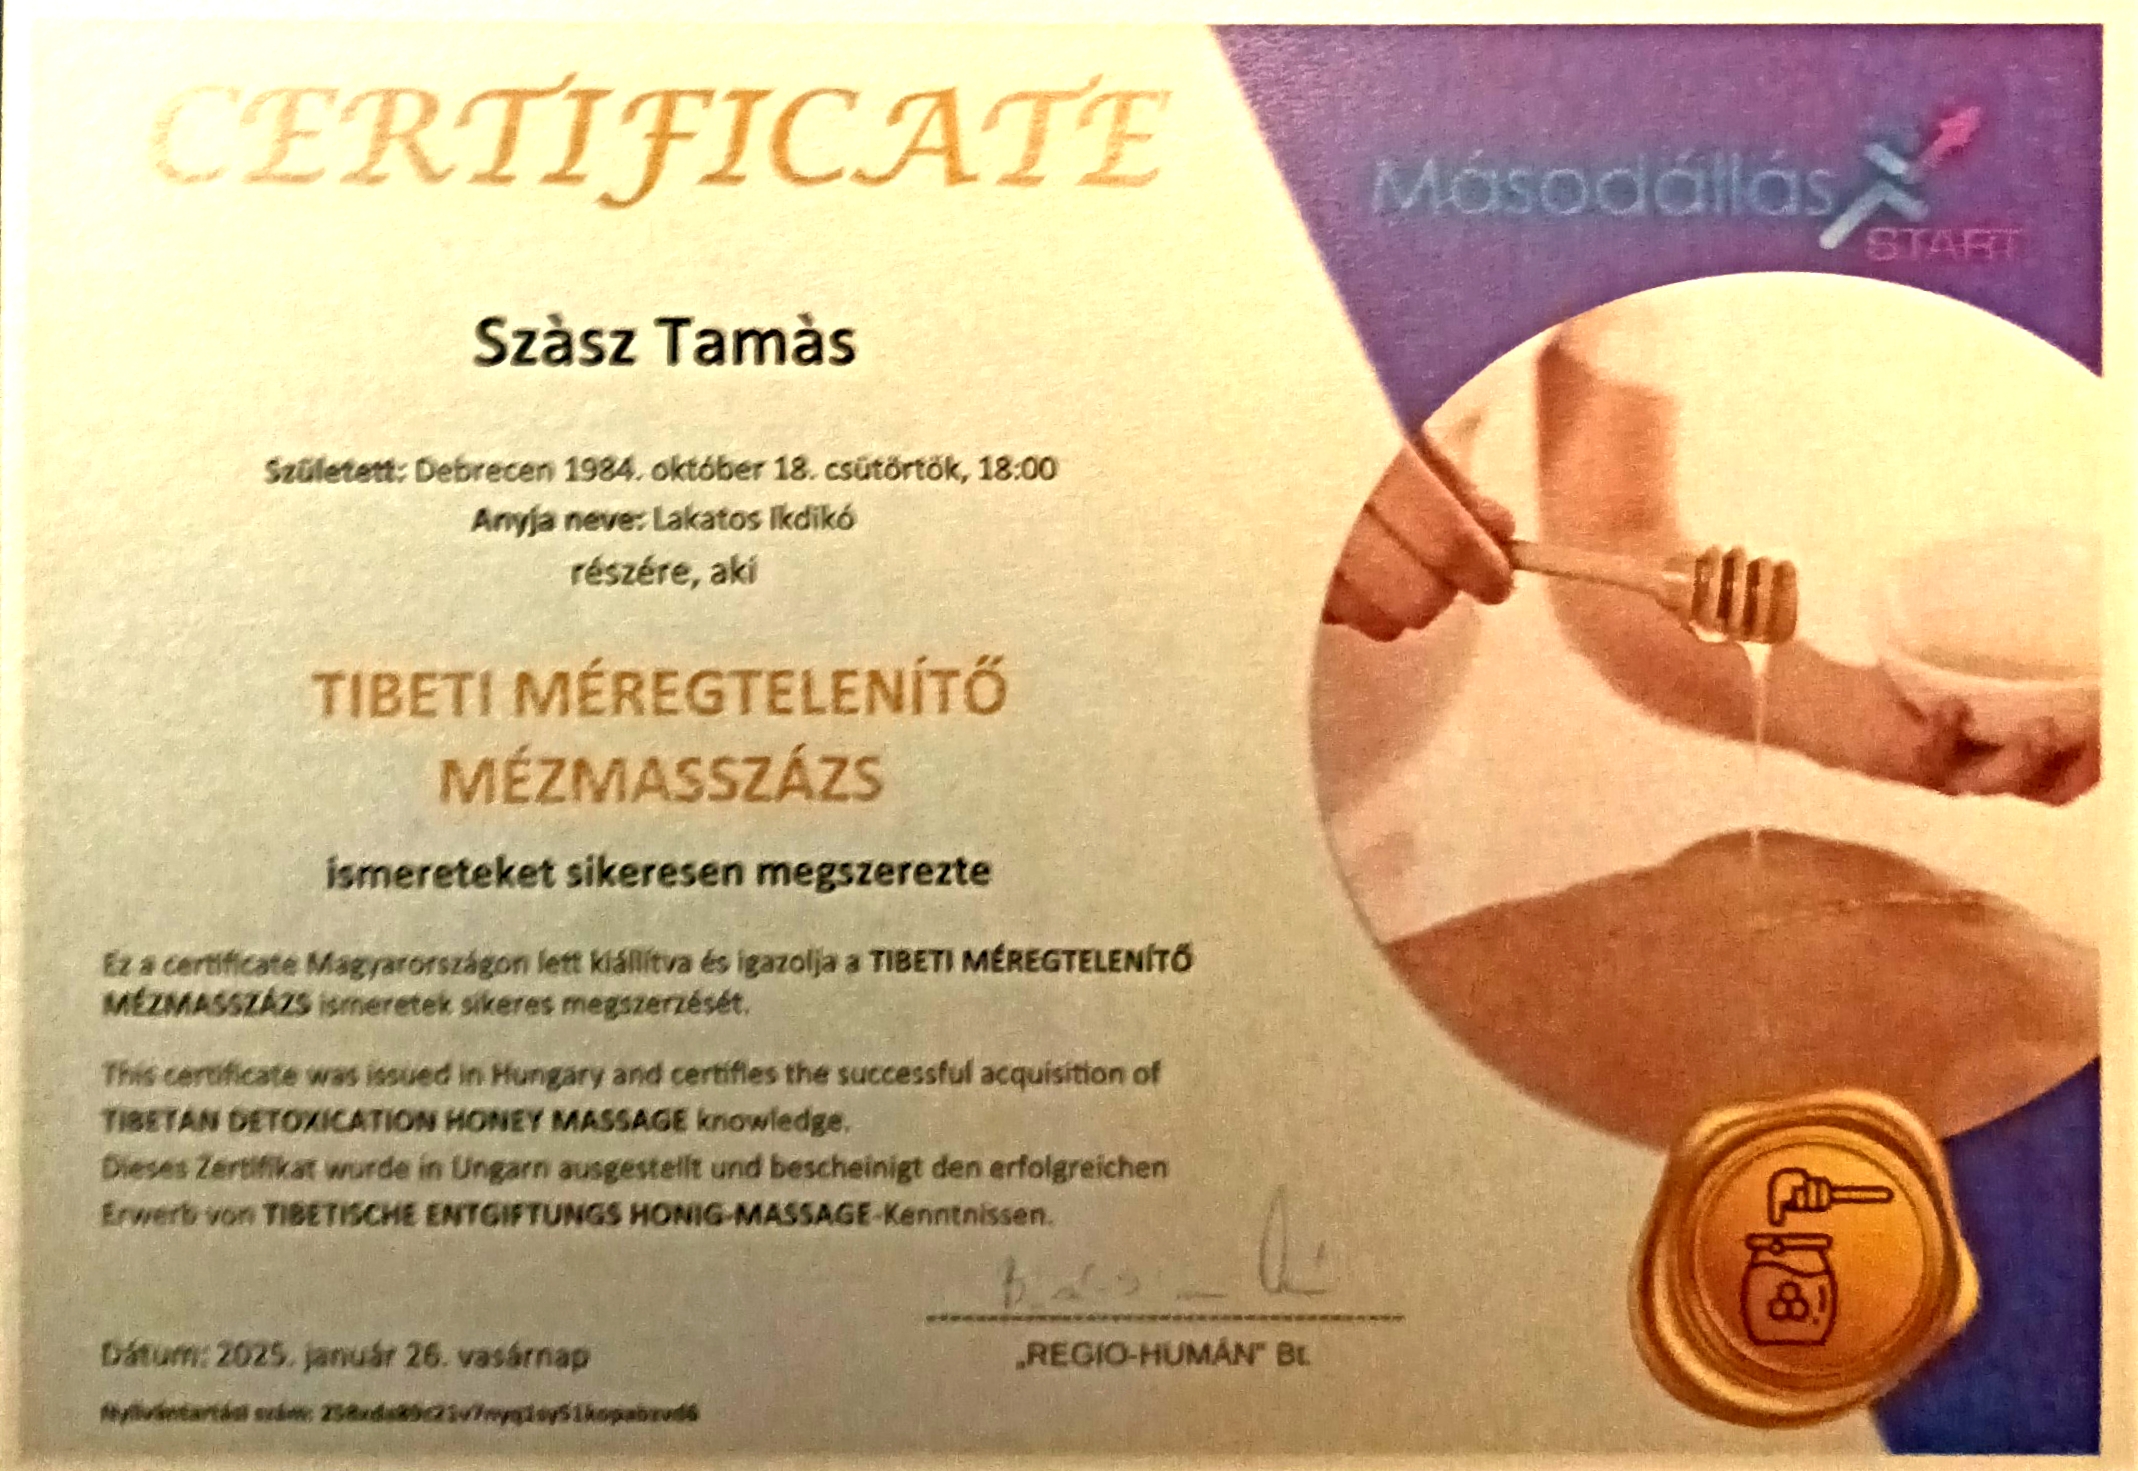 CERTIFICATE
Másodállás
START
Szàsz Tamàs
Született: Debrecen 1984. október 18. csütörtök, 18:00
Anyja neve: Lakatos Ikdikó
részére, aki
TIBETI MÉREGTELENÍTŐ
MÉZMASSZÁZS
ismereteket sikeresen megszerezte
Ez a certificate Magyarországon lett kiállítva és igazolja a TIBETI MÉREGTELENÍTŐ
MÉZMASSZÁZS ismeretek sikeres megszerzését.
This certificate was issued in Hungary and certifies the successful acquisition of
TIBETAN DETOXICATION HONEY MASSAGE knowledge.
Dieses Zertifikat wurde in Ungarn ausgestellt und bescheinigt den erfolgreichen
Erwerb von TIBETISCHE ENTGIFTUNGS HONIG-MASSAGE-Kenntnissen.
„REGIO-HUMÁN” Bt.
Dátum: 2025. január 26. vasárnap
Nyilvántartási szám: